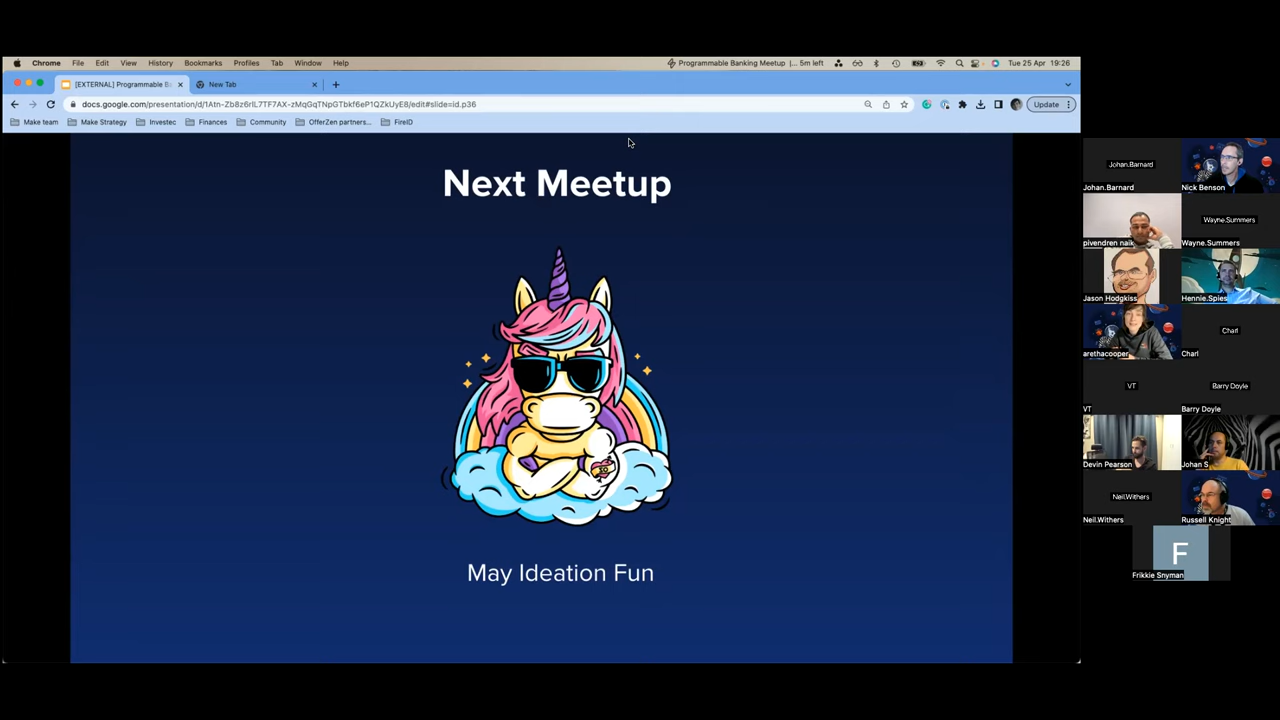 Chrome File Edit View History Bookmarks Profiles Tab Window Help
Programmable Banking Meetup |... 5m left
Tue 25 Apr 19:26
[EXTERNAL] Programmable B
New Tab
docs.google.com/presentation/d/1Atn-Zb8z6rIL7TF7AX-zMqGqTNpGTbkf6eP1QZkUyE8/edit#slide=id.p36
Update
Make team
Make Strategy
Investec
Finances
Community
OfferZen partners...
FireID
Next Meetup
May Ideation Fun
Johan.Barnard
Johan.Barnard
Nick Benson
Wayne.Summers
pivendren naik
Wayne.Summers
Jason Hodgkiss
Hennie.Spies
Charl
arethacooper
Charl
VT
Barry Doyle
VT
Barry Doyle
Devin Pearson
Johan S
Neil.Withers
Neil.Withers
Russell Knight
F
Frikkie Snyman